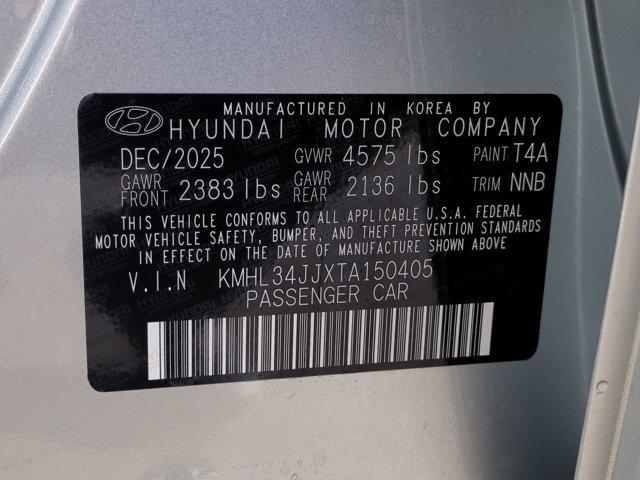 MANUFACTURED IN KOREA BY
HYUNDAI MOTOR COMPANY
DEC/2025 GVWR 4575 lbs PAINT T4A
GAWR FRONT 2383 lbs GAWR REAR 2136 lbs TRIM NNB
THIS VEHICLE CONFORMS TO ALL APPLICABLE U.S.A. FEDERAL
MOTOR VEHICLE SAFETY, BUMPER, AND THEFT PREVENTION STANDARDS
IN EFFECT ON THE DATE OF MANUFACTURE SHOWN ABOVE
V.I.N KMHL34JJXTA150405
PASSENGER CAR